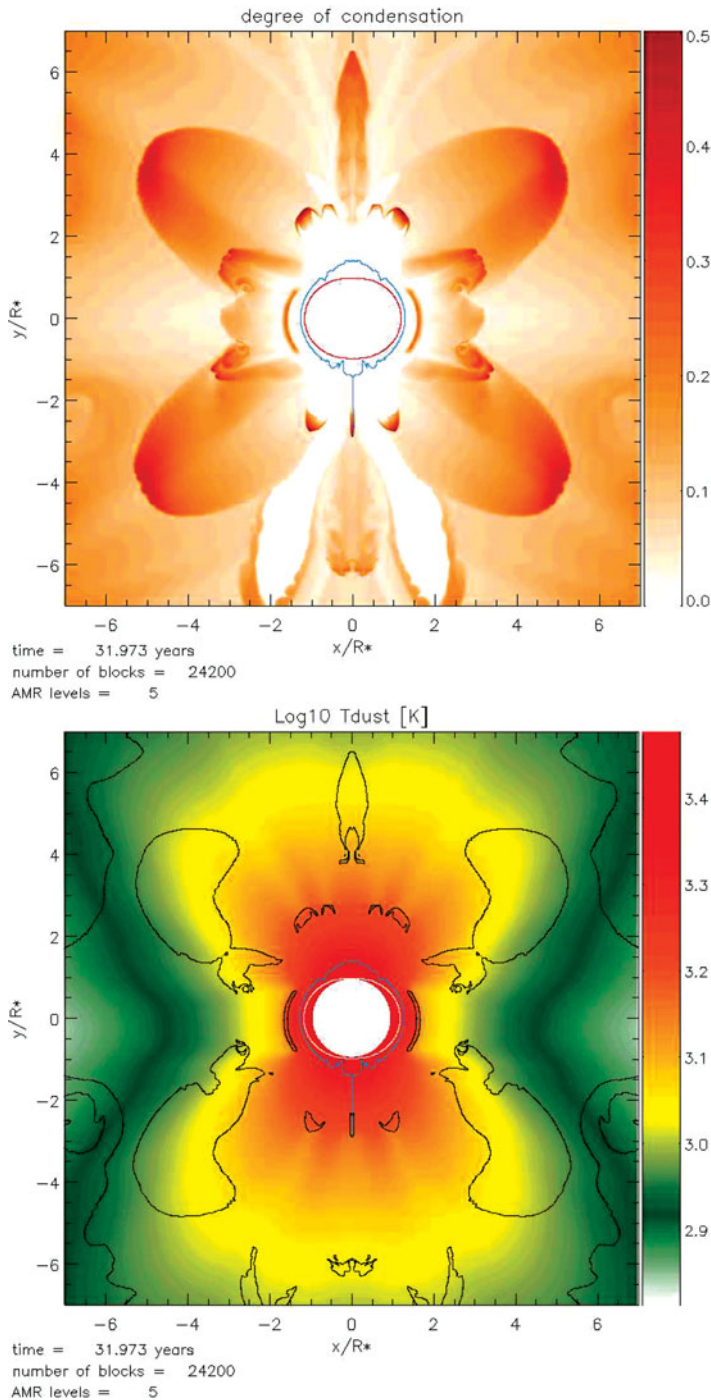 degree of condensation
6
4
2
0
−2
−4
−6
y/R*
−6 −4 −2 0 2 4 6
x/R*
0.5
0.4
0.3
0.2
0.1
0.0
time = 31.973 years
number of blocks = 24200
AMR levels = 5
Log10 Tdust [K]
6
4
2
0
−2
−4
−6
y/R*
−6 −4 −2 0 2 4 6
x/R*
3.4
3.3
3.2
3.1
3.0
2.9
time = 31.973 years
number of blocks = 24200
AMR levels = 5